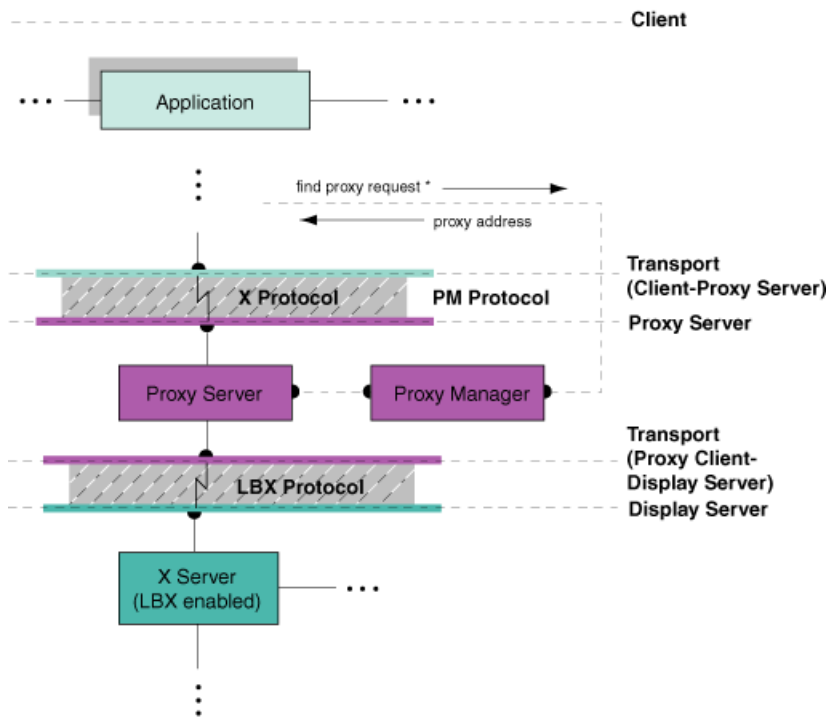 Client
Application
find proxy request *
proxy address
Transport
(Client-Proxy Server)
X Protocol
PM Protocol
Proxy Server
Proxy Server
Proxy Manager
Transport
(Proxy Client-
Display Server)
LBX Protocol
Display Server
X Server
(LBX enabled)